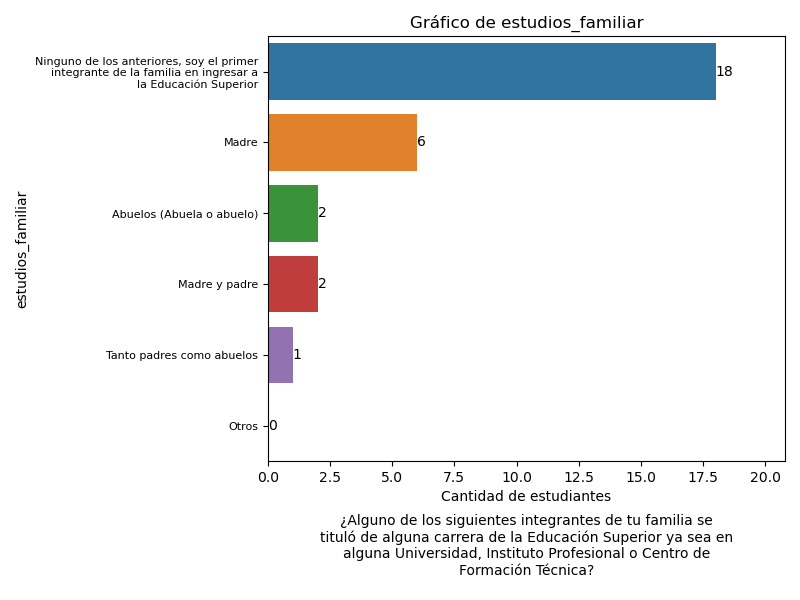 Gráfico de estudios_familiar
Ninguno de los anteriores, soy el primer
integrante de la familia en ingresar a
la Educación Superior
18
Madre
6
Abuelos (Abuela o abuelo)
2
Madre y padre
2
Tanto padres como abuelos
1
Otros
0
estudios_familiar
0.0 2.5 5.0 7.5 10.0 12.5 15.0 17.5 20.0
Cantidad de estudiantes
¿Alguno de los siguientes integrantes de tu familia se
tituló de alguna carrera de la Educación Superior ya sea en
alguna Universidad, Instituto Profesional o Centro de
Formación Técnica?